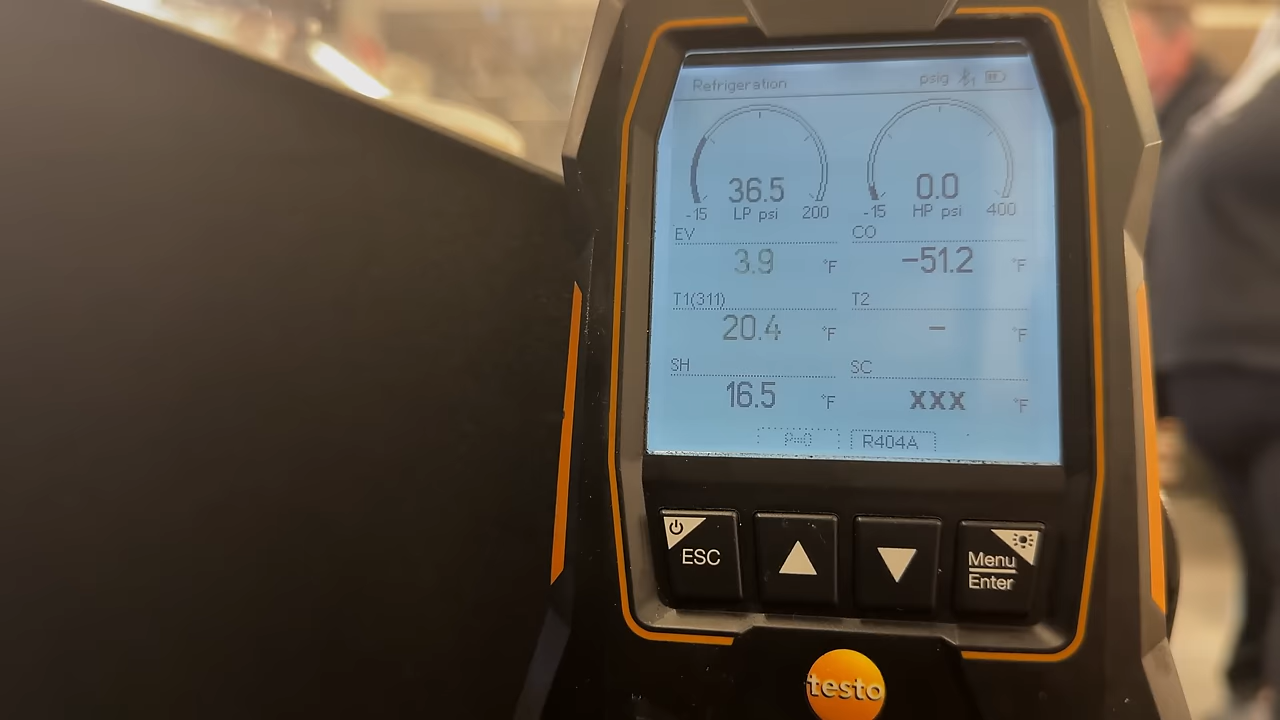 Refrigeration psig
36.5 0.0
-15 LP psi 200 -15 HP psi 400
EV CO
3.9 °F -51.2 °F
T1(311) T2
20.4 °F – °F
SH SC
16.5 °F XXX °F
P=0 R404A
ESC Menu
Enter
testo